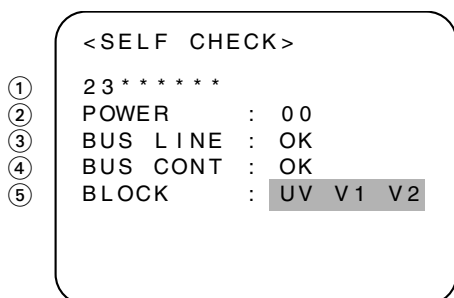 <SELF CHECK>
① 23******
② POWER : 00
③ BUS LINE : OK
④ BUS CONT : OK
⑤ BLOCK : UV V1 V2